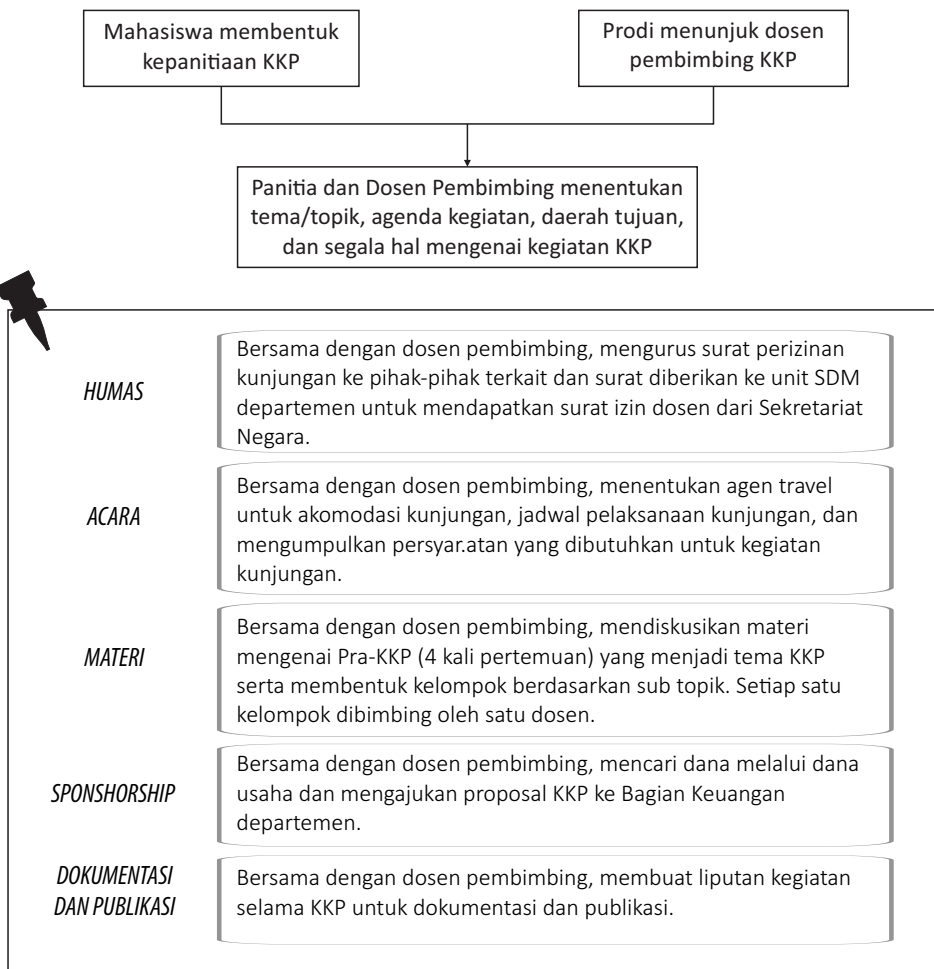 Mahasiswa membentuk
kepanitiaan KKP
Prodi menunjuk dosen
pembimbing KKP
Panitia dan Dosen Pembimbing menentukan
tema/topik, agenda kegiatan, daerah tujuan,
dan segala hal mengenai kegiatan KKP
HUMAS
Bersama dengan dosen pembimbing, mengurus surat perizinan
kunjungan ke pihak-pihak terkait dan surat diberikan ke unit SDM
departemen untuk mendapatkan surat izin dosen dari Sekretariat
Negara.
ACARA
Bersama dengan dosen pembimbing, menentukan agen travel
untuk akomodasi kunjungan, jadwal pelaksanaan kunjungan, dan
mengumpulkan persyar.atan yang dibutuhkan untuk kegiatan
kunjungan.
MATERI
Bersama dengan dosen pembimbing, mendiskusikan materi
mengenai Pra-KKP (4 kali pertemuan) yang menjadi tema KKP
serta membentuk kelompok berdasarkan sub topik. Setiap satu
kelompok dibimbing oleh satu dosen.
SPONSHORSHIP
Bersama dengan dosen pembimbing, mencari dana melalui dana
usaha dan mengajukan proposal KKP ke Bagian Keuangan
departemen.
DOKUMENTASI
DAN PUBLIKASI
Bersama dengan dosen pembimbing, membuat liputan kegiatan
selama KKP untuk dokumentasi dan publikasi.